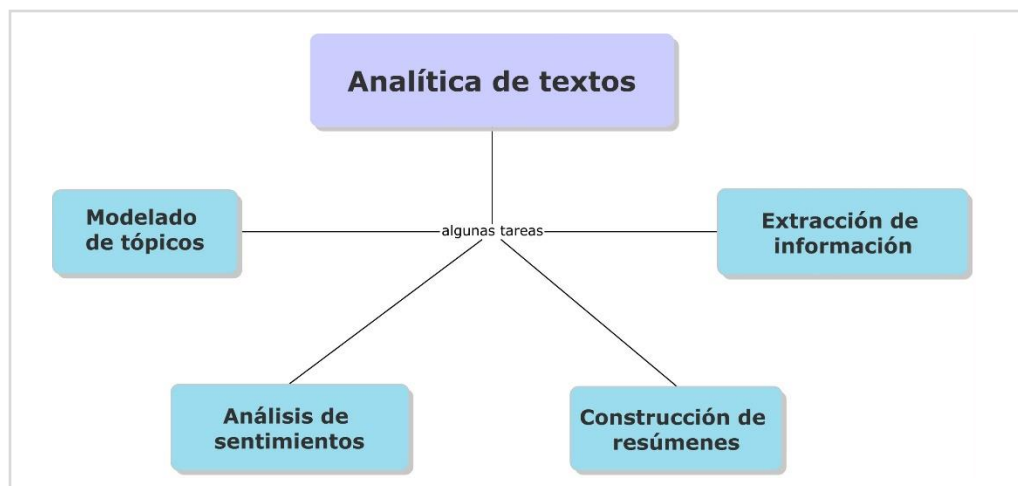 Analítica de textos
Modelado
de tópicos
algunas tareas
Extracción de
información
Análisis de
sentimientos
Construcción de
resúmenes